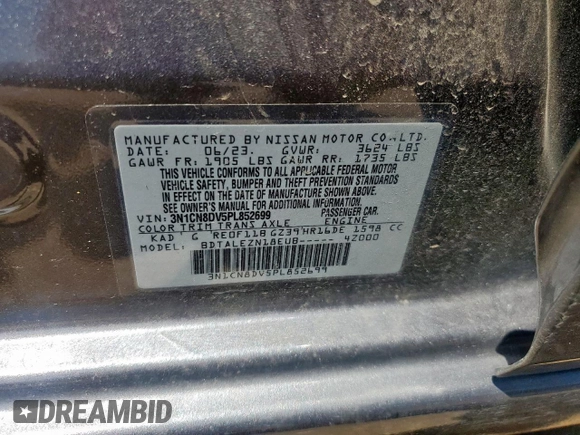 MANUFACTURED BY NISSAN MOTOR CO.,LTD.
DATE: 06/23. GVWR: 3624 LBS
GAWR FR: 1905 LBS GAWR RR: 1735 LBS
THIS VEHICLE CONFORMS TO ALL APPLICABLE FEDERAL MOTOR
VEHICLE SAFETY, BUMPER AND THEFT PREVENTION STANDARDS
IN EFFECT ON THE DATE OF MANUFACTURE SHOWN ABOVE.
SEE OWNER'S MANUAL FOR ADDITIONAL INFORMATION
VIN: 3N1CN8DV5PL852699 PASSENGER CAR
COLOR TRIM TRANS AXLE ENGINE
KAD G RE0F11B GZ39 HR16DE 1598 CC
MODEL: BDTALEZN18EUB----- 42000
3N1CN8DV5PL852699
DREAMBID